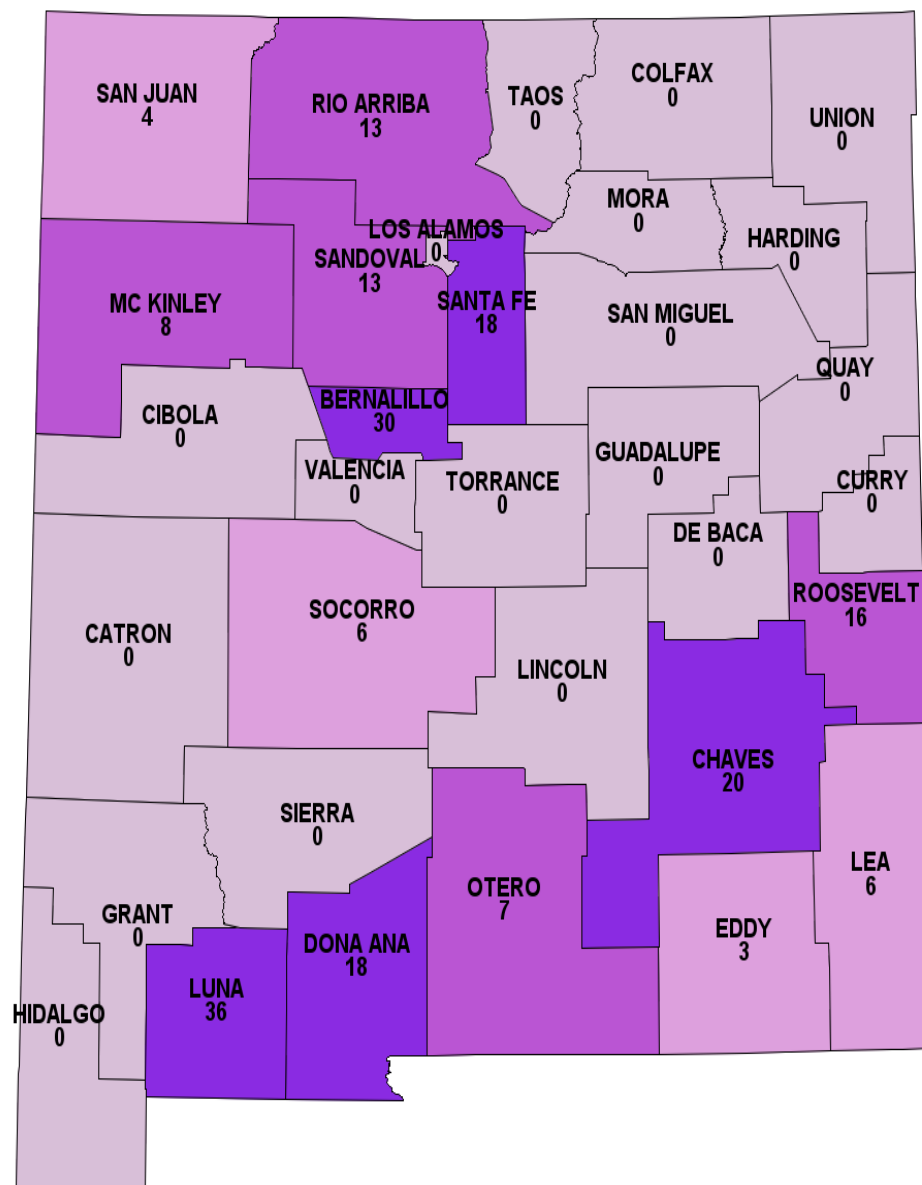 SAN JUAN
4
RIO ARRIBA
13
TAOS
0
COLFAX
0
UNION
0
MORA
0
HARDING
0
LOS ALAMOS
0
SANDOVAL
13
SANTA FE
18
MC KINLEY
8
SAN MIGUEL
0
QUAY
0
CIBOLA
0
BERNALILLO
30
VALENCIA
0
TORRANCE
0
GUADALUPE
0
CURRY
0
DE BACA
0
ROOSEVELT
16
CATRON
0
SOCORRO
6
LINCOLN
0
CHAVES
20
SIERRA
0
OTERO
7
LEA
6
GRANT
0
DONA ANA
18
EDDY
3
LUNA
36
HIDALGO
0